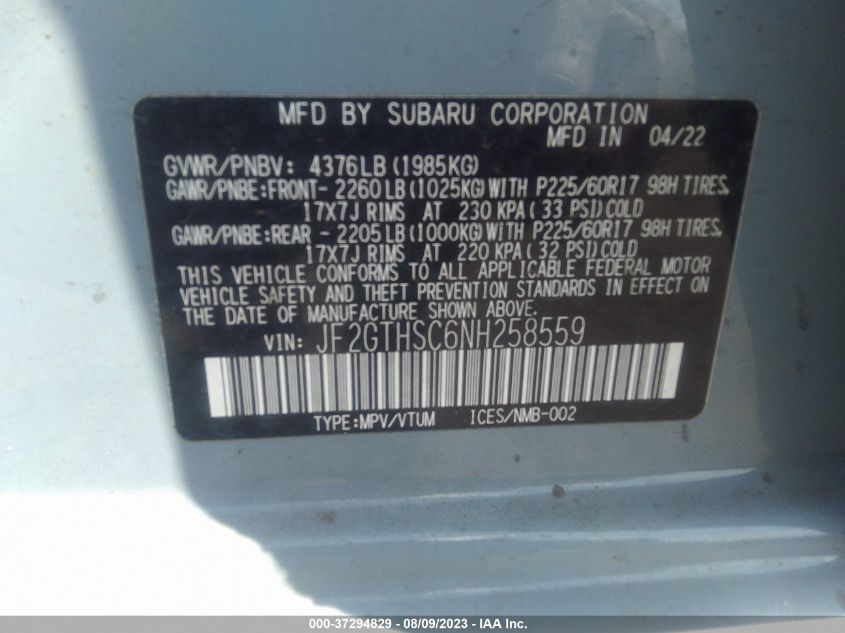 MFD BY SUBARU CORPORATION
MFD IN 04/22
GVWR/PNBV: 4376LB(1985KG)
GAWR/PNBE:FRONT- 2260LB(1025KG)WITH P225/60R17 98H TIRES,
17X7J RIMS AT 230 KPA(33 PSI)COLD
GAWR/PNBE:REAR - 2205LB(1000KG)WITH P225/60R17 98H TIRES,
17X7J RIMS AT 220 KPA(32 PSI)COLD
THIS VEHICLE CONFORMS TO ALL APPLICABLE FEDERAL MOTOR
VEHICLE SAFETY AND THEFT PREVENTION STANDARDS IN EFFECT ON
THE DATE OF MANUFACTURE SHOWN ABOVE.
VIN: JF2GTHSC6NH258559
TYPE:MPV/VTUM ICES/NMB-002
000-37294829 - 08/09/2023 - IAA Inc.